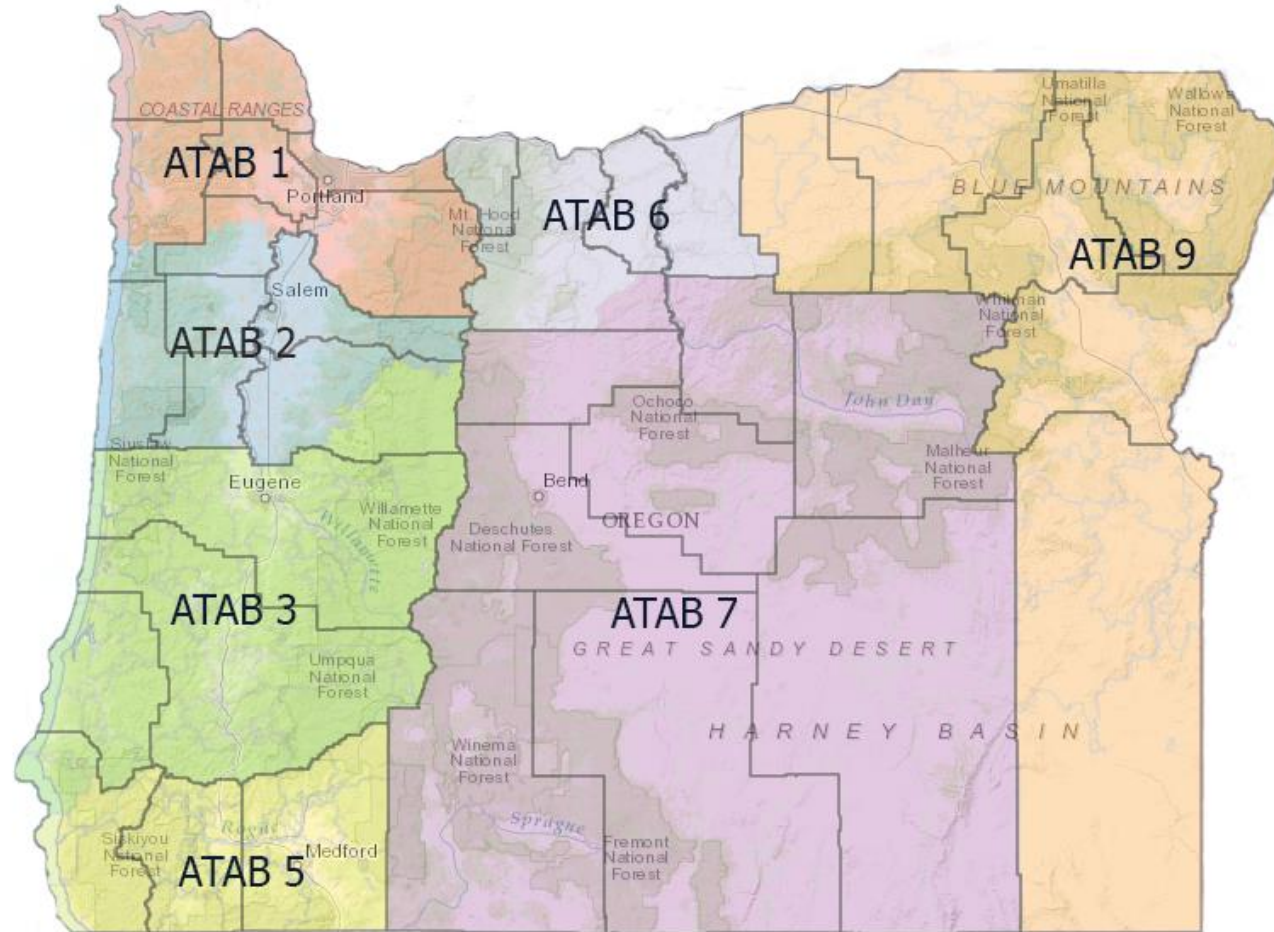 COASTAL RANGES
ATAB 1
Portland
Mt. Hood
National
Forest
ATAB 6
Umatilla
National
Forest
Wallowa
National
Forest
BLUE MOUNTAINS
ATAB 9
Salem
ATAB 2
Whitman
National
Forest
John Day
Ochoco
National
Forest
Malheur
National
Forest
Siuslaw
National
Forest
Eugene
Willamette
National
Forest
Willamette
Bend
OREGON
Deschutes
National Forest
ATAB 3
ATAB 7
GREAT SANDY DESERT
Umpqua
National
Forest
HARNEY BASIN
Winema
National
Forest
Sprague
Fremont
National
Forest
Rogue
Medford
Siskiyou
National
Forest
ATAB 5